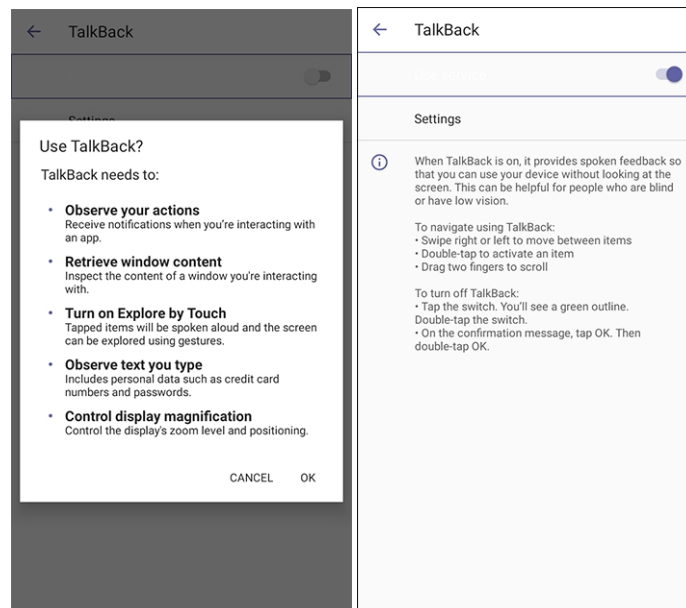 TalkBack
Settings
Use TalkBack?
TalkBack needs to:
• Observe your actions
Receive notifications when you're interacting with
an app.
• Retrieve window content
Inspect the content of a window you're interacting
with.
• Turn on Explore by Touch
Tapped items will be spoken aloud and the screen
can be explored using gestures.
• Observe text you type
Includes personal data such as credit card
numbers and passwords.
• Control display magnification
Control the display's zoom level and positioning.
CANCEL OK
TalkBack
Settings
When TalkBack is on, it provides spoken feedback so
that you can use your device without looking at the
screen. This can be helpful for people who are blind
or have low vision.
To navigate using TalkBack:
• Swipe right or left to move between items
• Double-tap to activate an item
• Drag two fingers to scroll
To turn off TalkBack:
• Tap the switch. You'll see a green outline.
Double-tap the switch.
• On the confirmation message, tap OK. Then
double-tap OK.